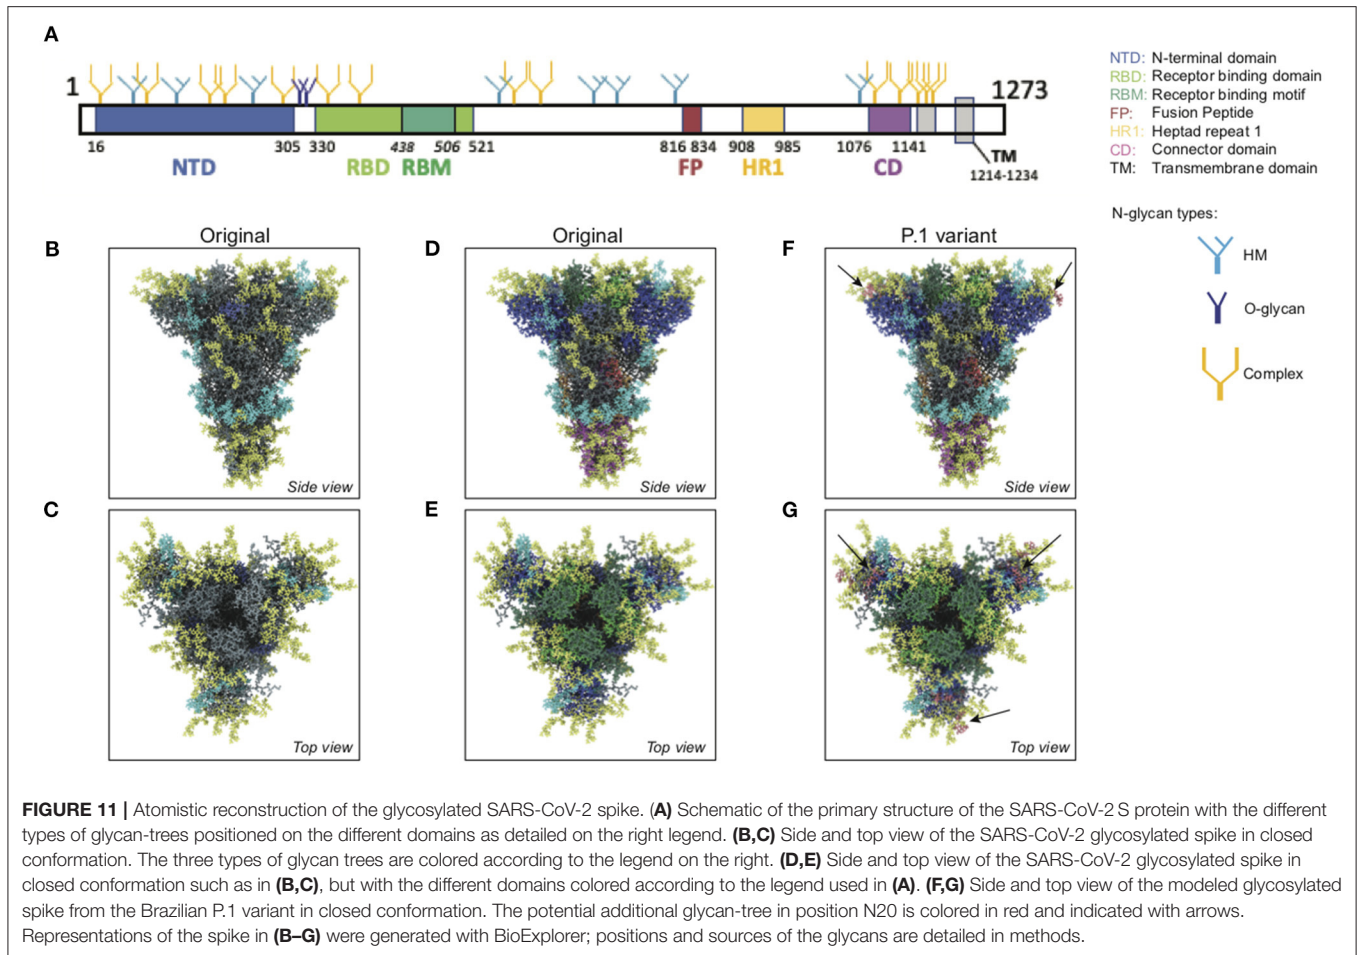 A
1
1273
16
305
330
438
506
521
816
834
908
985
1076
1141
TM
1214-1234
NTD
RBD
RBM
FP
HR1
CD
NTD: N-terminal domain
RBD: Receptor binding domain
RBM: Receptor binding motif
FP: Fusion Peptide
HR1: Heptad repeat 1
CD: Connector domain
TM: Transmembrane domain
N-glycan types:
HM
O-glycan
Complex
B
Original
Side view
D
Original
Side view
F
P.1 variant
Side view
C
Top view
E
Top view
G
Top view
FIGURE 11 | Atomistic reconstruction of the glycosylated SARS-CoV-2 spike. (A) Schematic of the primary structure of the SARS-CoV-2 S protein with the different
types of glycan-trees positioned on the different domains as detailed on the right legend. (B,C) Side and top view of the SARS-CoV-2 glycosylated spike in closed
conformation. The three types of glycan trees are colored according to the legend on the right. (D,E) Side and top view of the SARS-CoV-2 glycosylated spike in
closed conformation such as in (B,C), but with the different domains colored according to the legend used in (A). (F,G) Side and top view of the modeled glycosylated
spike from the Brazilian P.1 variant in closed conformation. The potential additional glycan-tree in position N20 is colored in red and indicated with arrows.
Representations of the spike in (B–G) were generated with BioExplorer; positions and sources of the glycans are detailed in methods.